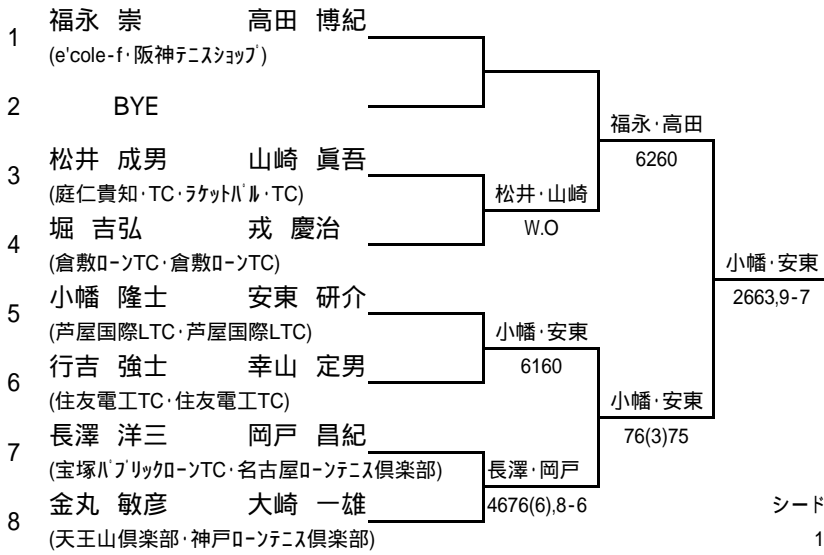 1 福永 崇 高田 博紀
(e'cole-f・阪神テニスショップ)
2 BYE
福永・高田
6260
3 松井 成男 山崎 眞吾
(庭仁貴知・TC・ラケットパル・TC)
松井・山崎
W.O
4 堀 吉弘 戎 慶治
(倉敷ローンTC・倉敷ローンTC)
小幡・安東
2663,9-7
5 小幡 隆士 安東 研介
(芦屋国際LTC・芦屋国際LTC)
小幡・安東
6160
6 行吉 強士 幸山 定男
(住友電工TC・住友電工TC)
小幡・安東
76(3)75
7 長澤 洋三 岡戸 昌紀
(宝塚パブリックローンTC・名古屋ローンテニス倶楽部)
長澤・岡戸
4676(6),8-6
8 金丸 敏彦 大崎 一雄
(天王山倶楽部・神戸ローンテニス倶楽部)
シード
1